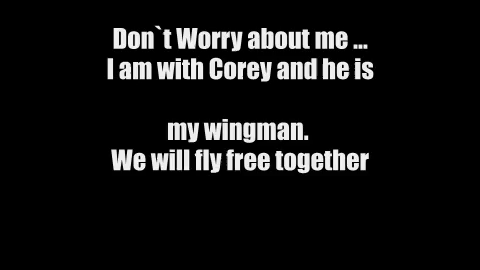 Don`t Worry about me ...
I am with Corey and he is
my wingman.
We will fly free together